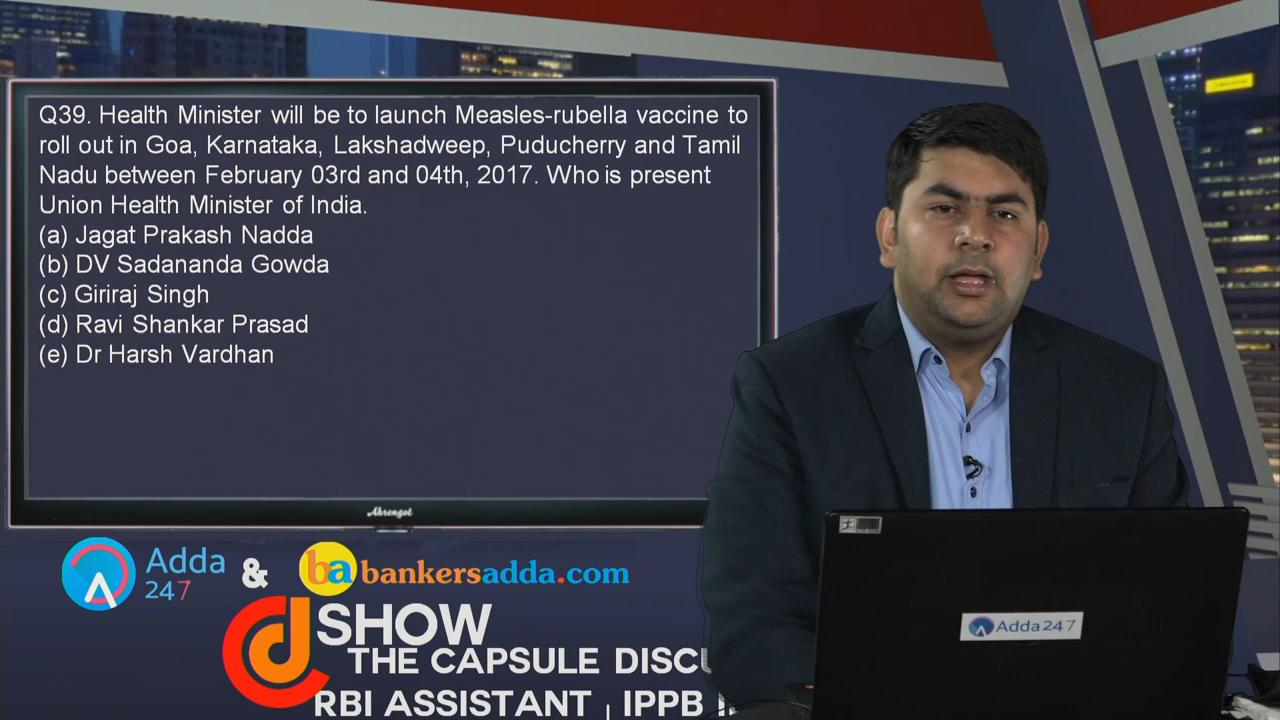 Q39. Health Minister will be to launch Measles-rubella vaccine to
roll out in Goa, Karnataka, Lakshadweep, Puducherry and Tamil
Nadu between February 03rd and 04th, 2017. Who is present
Union Health Minister of India.
(a) Jagat Prakash Nadda
(b) DV Sadananda Gowda
(c) Giriraj Singh
(d) Ravi Shankar Prasad
(e) Dr Harsh Vardhan
Ahrengot
Adda
247
&
ba bankersadda.com
cd SHOW
THE CAPSULE DISCU
RBI ASSISTANT | IPPB
Adda247